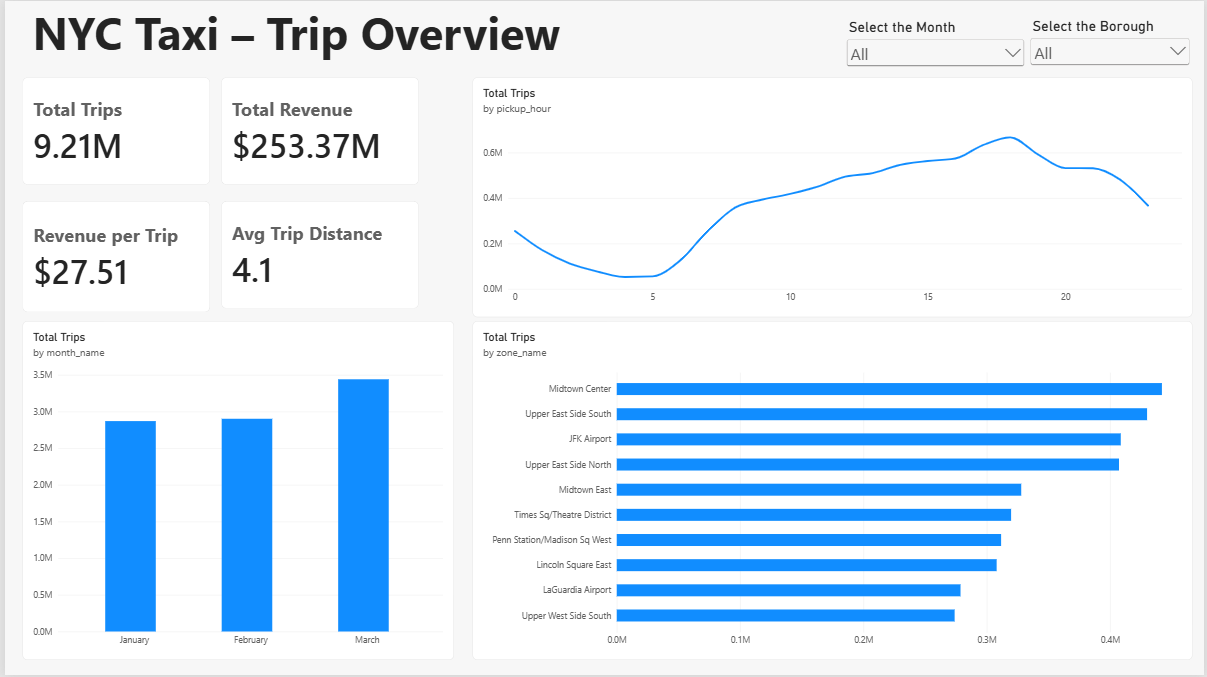 NYC Taxi – Trip Overview
Select the Month
All
Select the Borough
All
Total Trips
9.21M
Total Revenue
$253.37M
Revenue per Trip
$27.51
Avg Trip Distance
4.1
Total Trips
by pickup_hour
0.6M
0.4M
0.2M
0.0M
0 5 10 15 20
Total Trips
by month_name
3.5M
3.0M
2.5M
2.0M
1.5M
1.0M
0.5M
0.0M
January February March
Total Trips
by zone_name
Midtown Center
Upper East Side South
JFK Airport
Upper East Side North
Midtown East
Times Sq/Theatre District
Penn Station/Madison Sq West
Lincoln Square East
LaGuardia Airport
Upper West Side South
0.0M 0.1M 0.2M 0.3M 0.4M